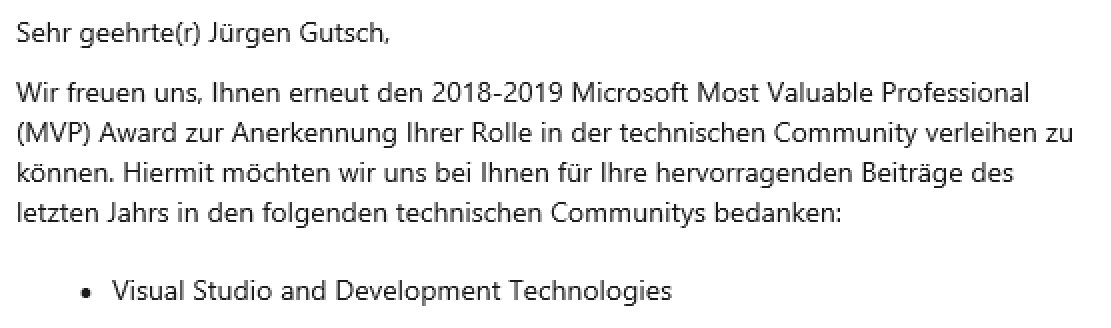 Sehr geehrte(r) Jürgen Gutsch,
Wir freuen uns, Ihnen erneut den 2018-2019 Microsoft Most Valuable Professional
(MVP) Award zur Anerkennung Ihrer Rolle in der technischen Community verleihen zu
können. Hiermit möchten wir uns bei Ihnen für Ihre hervorragenden Beiträge des
letzten Jahrs in den folgenden technischen Communitys bedanken:
• Visual Studio and Development Technologies